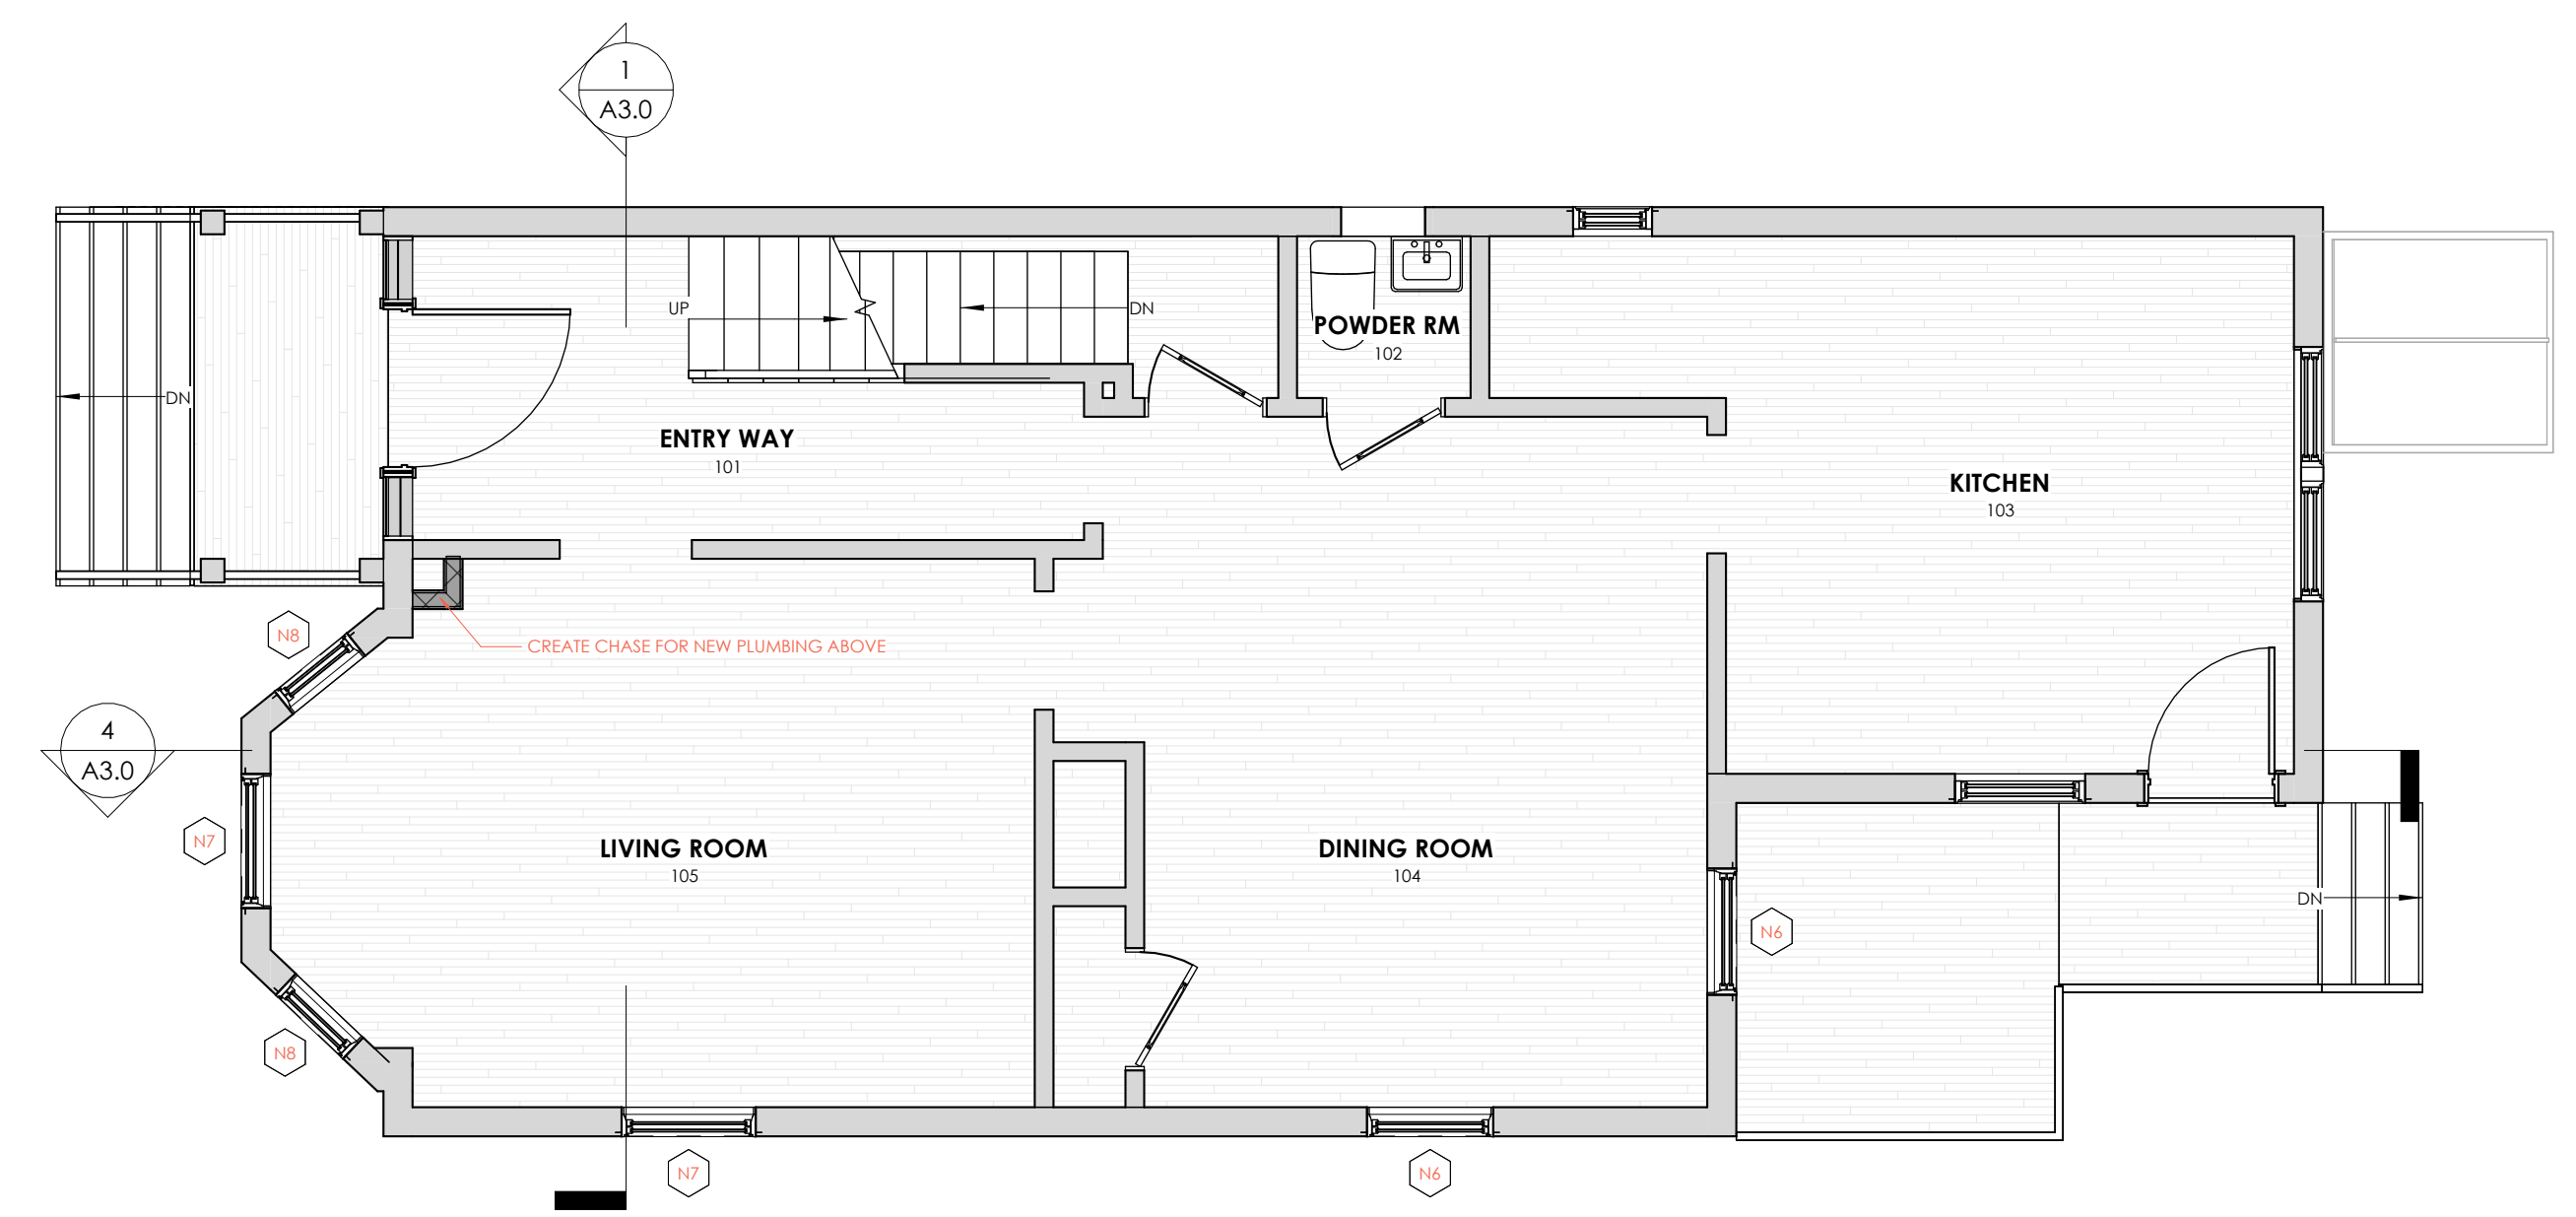 1
A3.0
UP
DN
POWDER RM
102
DN
ENTRY WAY
101
KITCHEN
103
N8
CREATE CHASE FOR NEW PLUMBING ABOVE
4
A3.0
N7
LIVING ROOM
105
DINING ROOM
104
DN
N6
N8
N7
N6